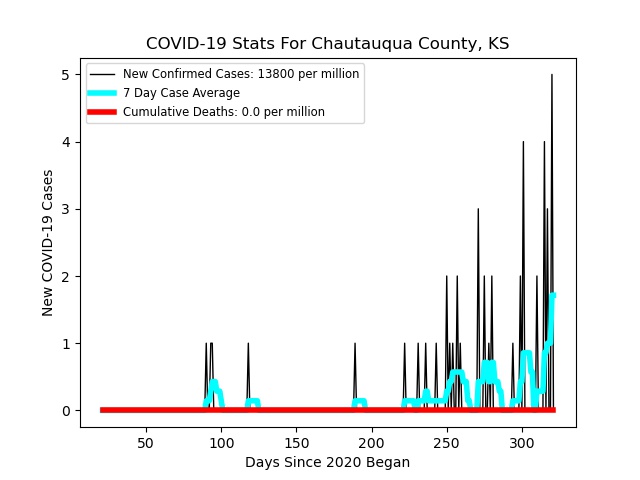 COVID-19 Stats For Chautauqua County, KS
New Confirmed Cases: 13800 per million
7 Day Case Average
Cumulative Deaths: 0.0 per million
New COVID-19 Cases
5
4
3
2
1
0
50 100 150 200 250 300
Days Since 2020 Began